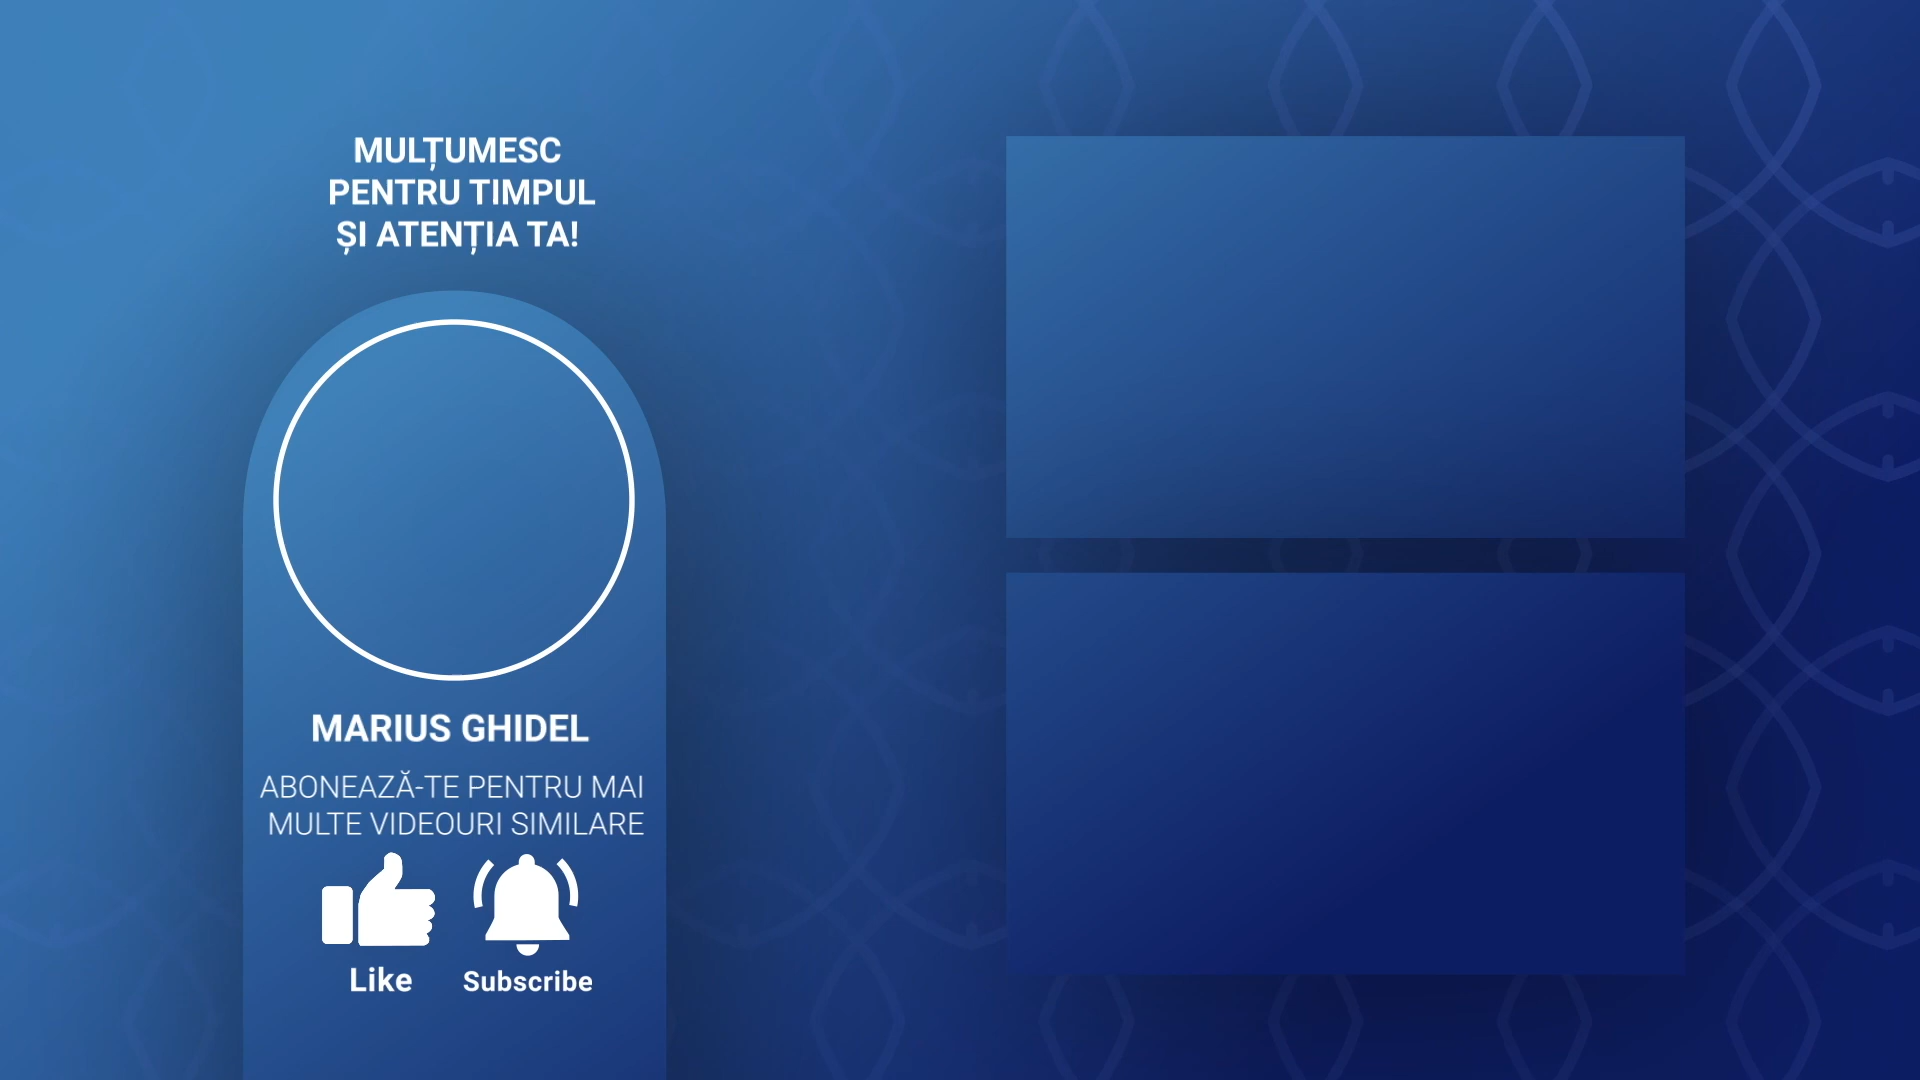 MULȚUMESC
PENTRU TIMPUL
ȘI ATENȚIA TA!
MARIUS GHIDEL
ABONEAZĂ-TE PENTRU MAI
MULTE VIDEOURI SIMILARE
Like
Subscribe